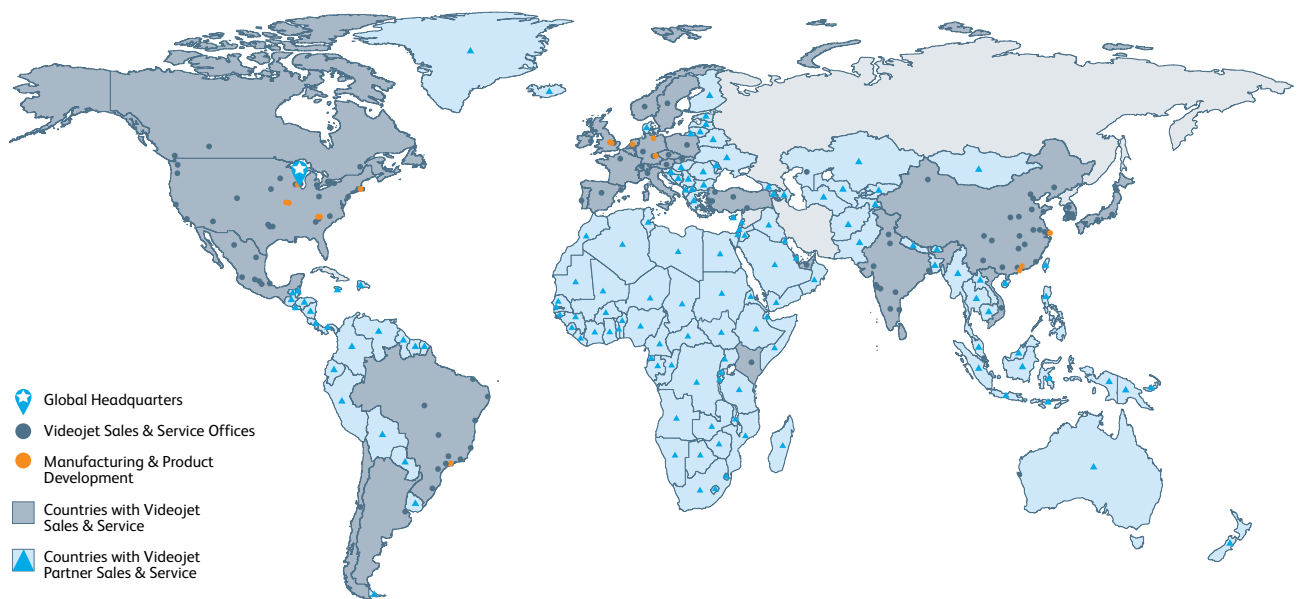 Global Headquarters
Videojet Sales & Service Offices
Manufacturing & Product
Development
Countries with Videojet
Sales & Service
Countries with Videojet
Partner Sales & Service